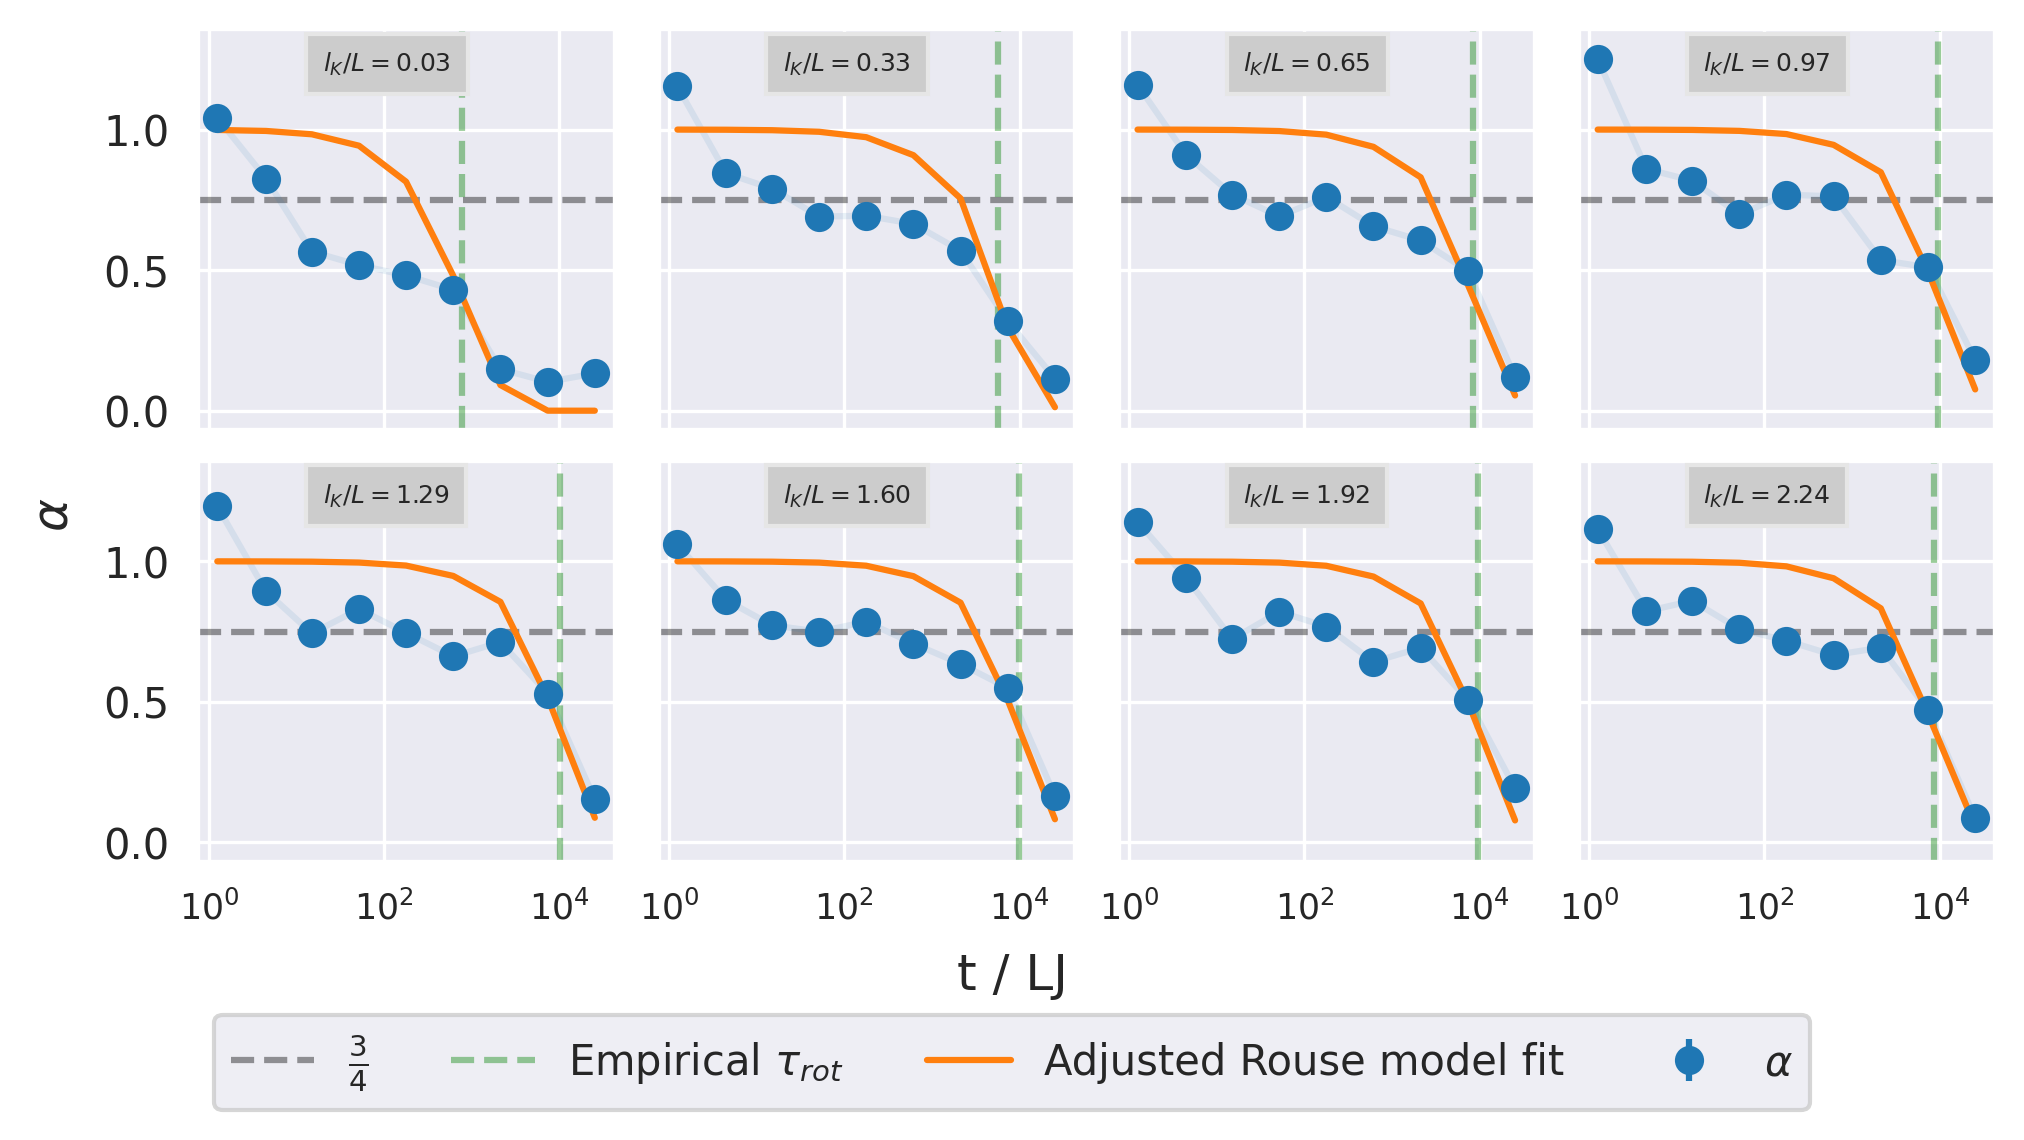 l_K/L = 0.03
l_K/L = 0.33
l_K/L = 0.65
l_K/L = 0.97
1.0
0.5
0.0
α
l_K/L = 1.29
l_K/L = 1.60
l_K/L = 1.92
l_K/L = 2.24
1.0
0.5
0.0
10^0 10^2 10^4 10^0 10^2 10^4 10^0 10^2 10^4 10^0 10^2 10^4
t / LJ
3/4 Empirical τ_rot Adjusted Rouse model fit α